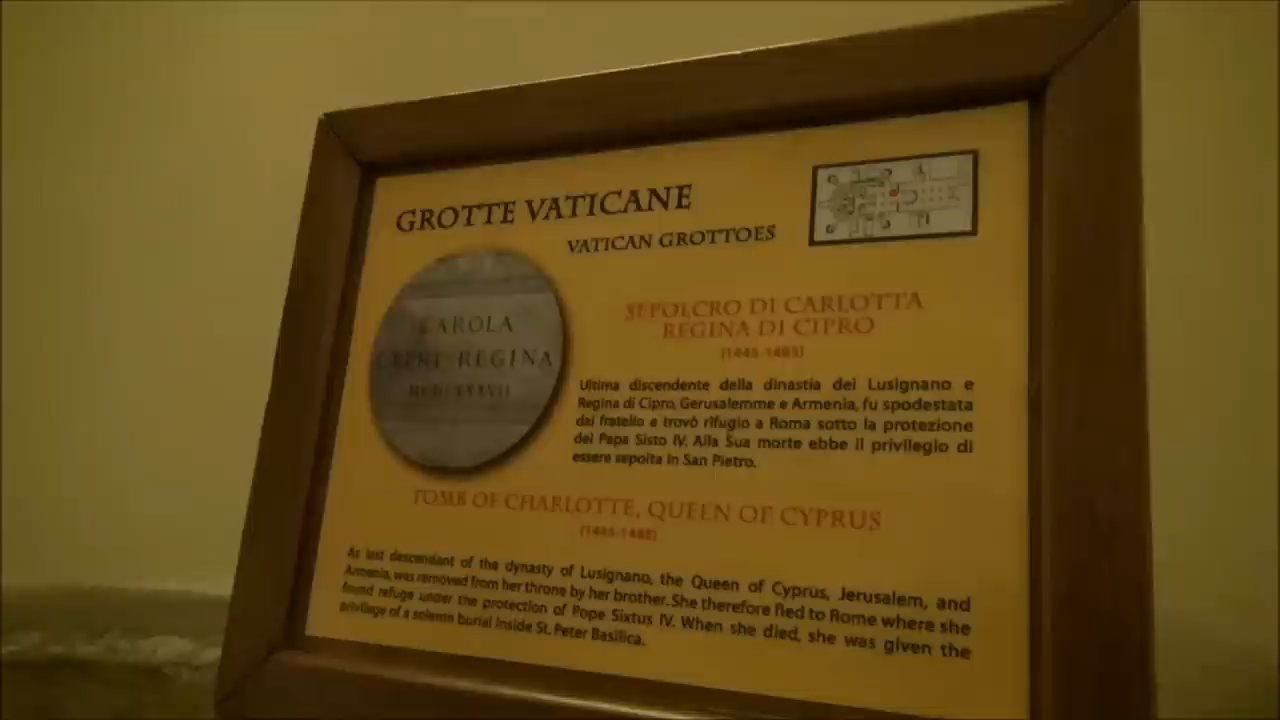 GROTTE VATICANE
VATICAN GROTTOES
CAROLA
REGINA
SEPOLCRO DI CARLOTTA
REGINA DI CIPRO
Ultima discendente della dinastia dei Lusignano e
Regina di Cipro, Gerusalemme e Armenia, fu spodestata
dal fratello e trovò rifugio a Roma sotto la protezione
del Papa Sisto IV. Alla Sua morte ebbe il privilegio di
essere sepolta in San Pietro.
TOMB OF CHARLOTTE, QUEEN OF CYPRUS
As last descendant of the dynasty of Lusignano, the Queen of Cyprus, Jerusalem, and
Armenia, was removed from her throne by her brother. She therefore fled to Rome where she
found refuge under the protection of Pope Sixtus IV. When she died, she was given the
privilege of a solemn burial inside St. Peter Basilica.